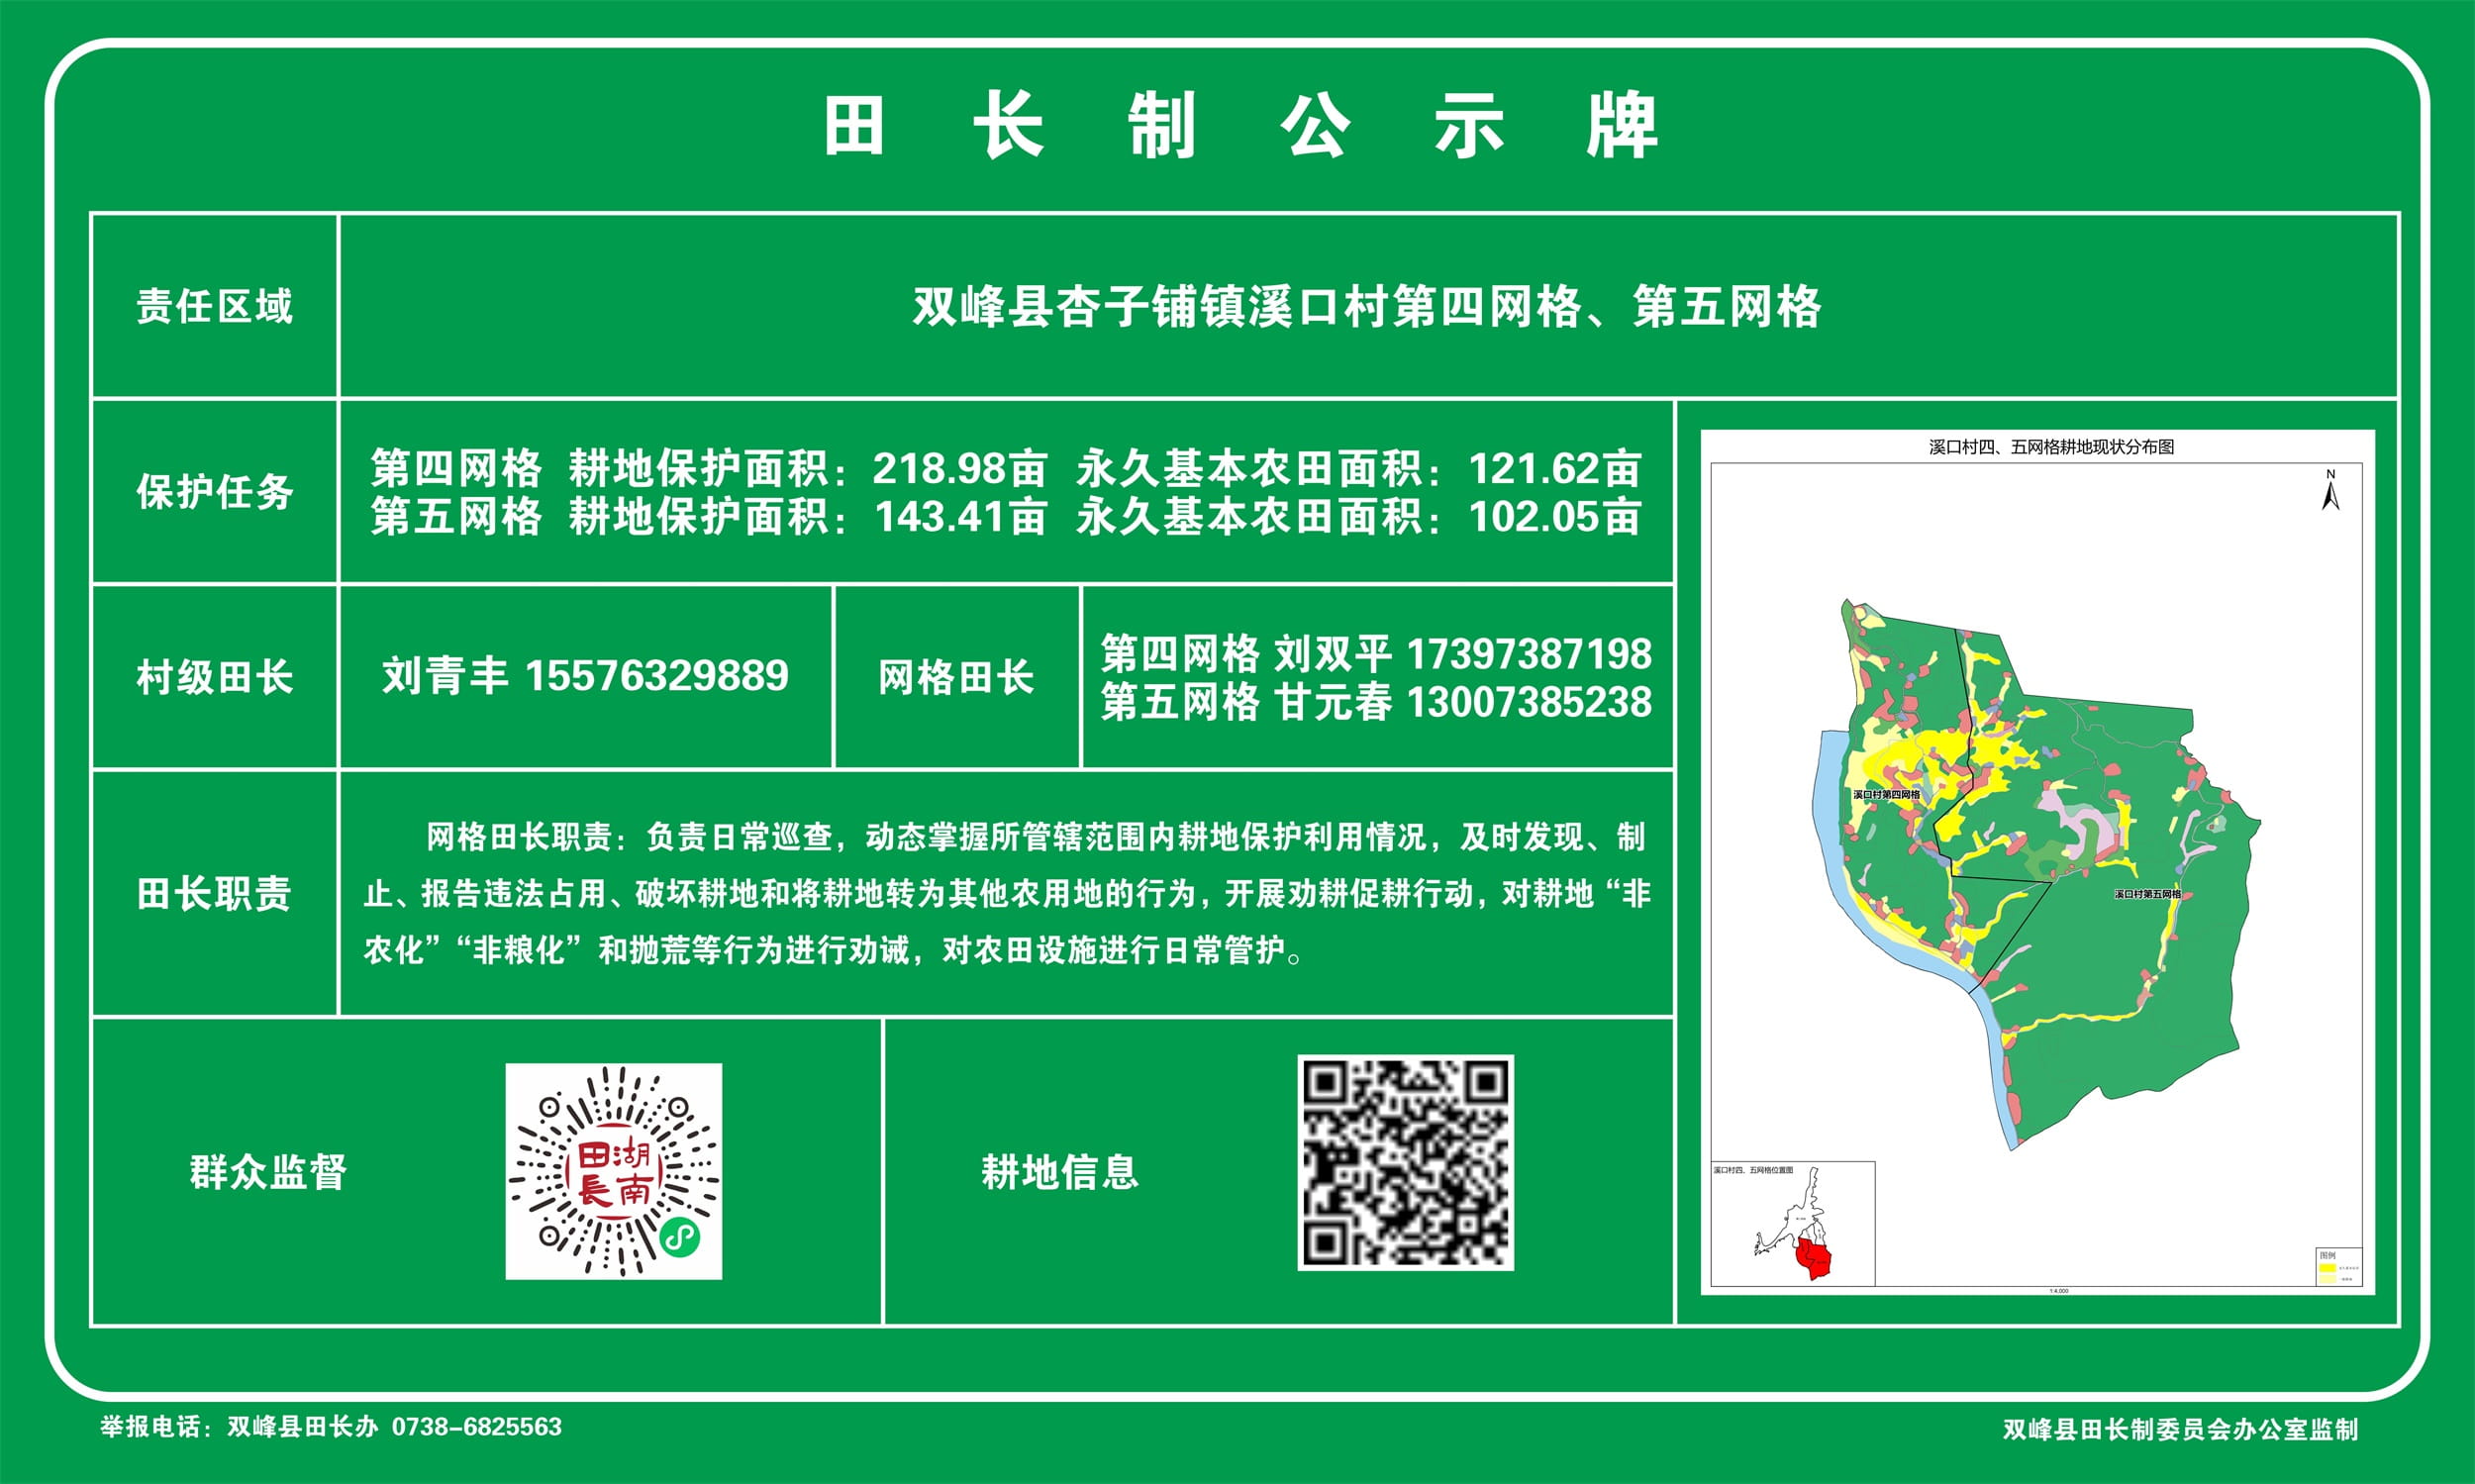 田长制公示牌
责任区域
双峰县杏子铺镇溪口村第四网格、第五网格
保护任务
第四网格 耕地保护面积：218.98亩 永久基本农田面积：121.62亩
第五网格 耕地保护面积：143.41亩 永久基本农田面积：102.05亩
村级田长
刘青丰 15576329889
网格田长
第四网格 刘双平 17397387198
第五网格 甘元春 13007385238
田长职责
网格田长职责：负责日常巡查，动态掌握所管辖范围内耕地保护利用情况，及时发现、制
止、报告违法占用、破坏耕地和将耕地转为其他农用地的行为，开展劝耕促耕行动，对耕地“非
农化”“非粮化”和抛荒等行为进行劝诫，对农田设施进行日常管护。
群众监督
田湖
長南
耕地信息
溪口村四、五网格耕地现状分布图
N
溪口村第四网格
溪口村第五网格
溪口村四、五网格位置图
图例
1:4,000
举报电话：双峰县田长办 0738-6825563
双峰县田长制委员会办公室监制